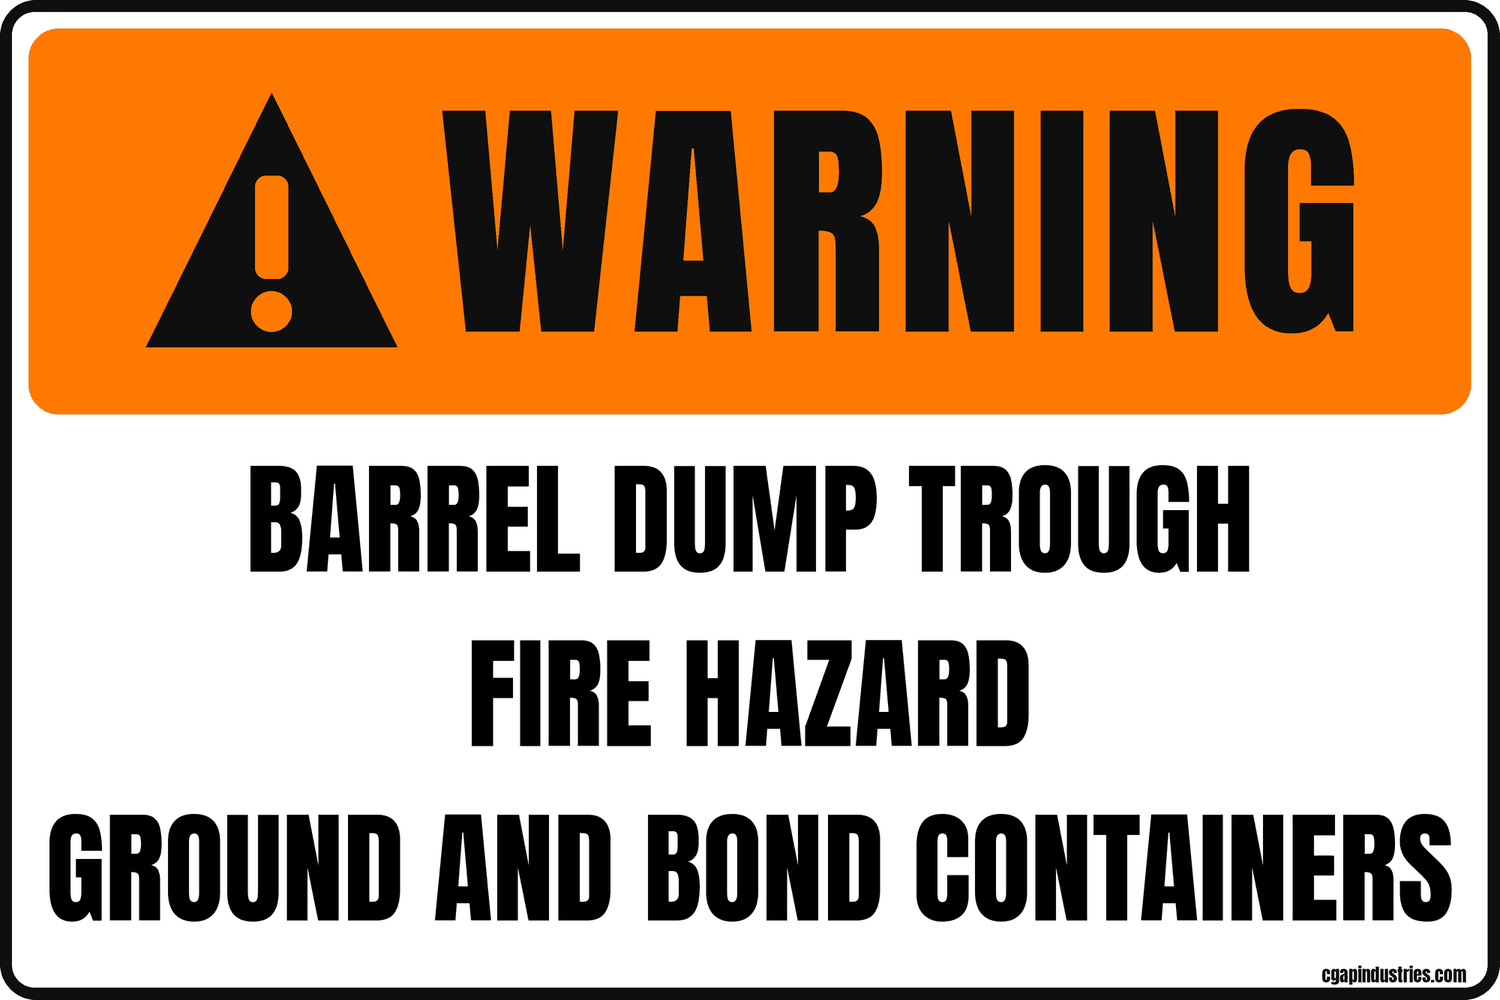 WARNING
BARREL DUMP TROUGH
FIRE HAZARD
GROUND AND BOND CONTAINERS
cgapindustries.com